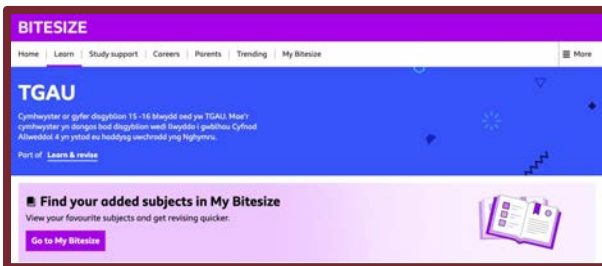 BITESIZE
Home Learn Study support Careers Parents Trending My Bitesize More
TGAU
Cymhwyster ar gyfer disgyblion 15 -16 blwydd oed yw TGAU. Mae'r
cymhwyster yn dangos bod disgyblion wedi llwyddo i gwblhau Cyfnod
Allweddol 4 yn ystod eu haddysg uwchradd yng Nghymru.
Part of Learn & revise
Find your added subjects in My Bitesize
View your favourite subjects and get revising quicker.
Go to My Bitesize